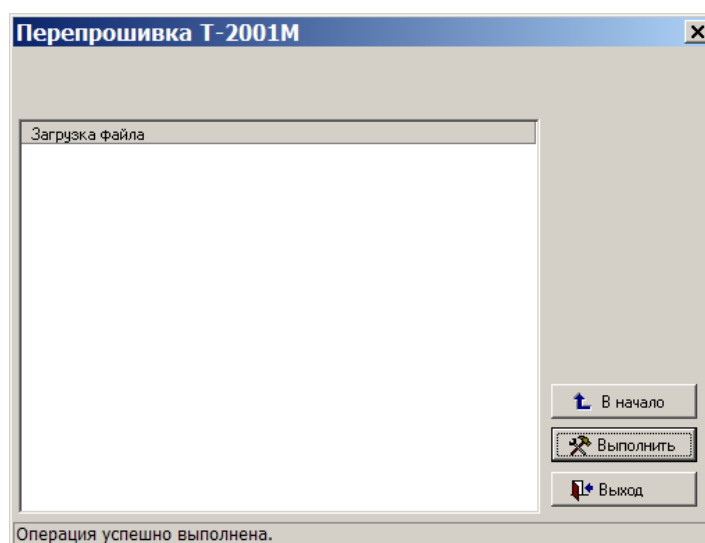 Перепрошивка Т-2001М
Загрузка файла
В начало
Выполнить
Выход
Операция успешно выполнена.